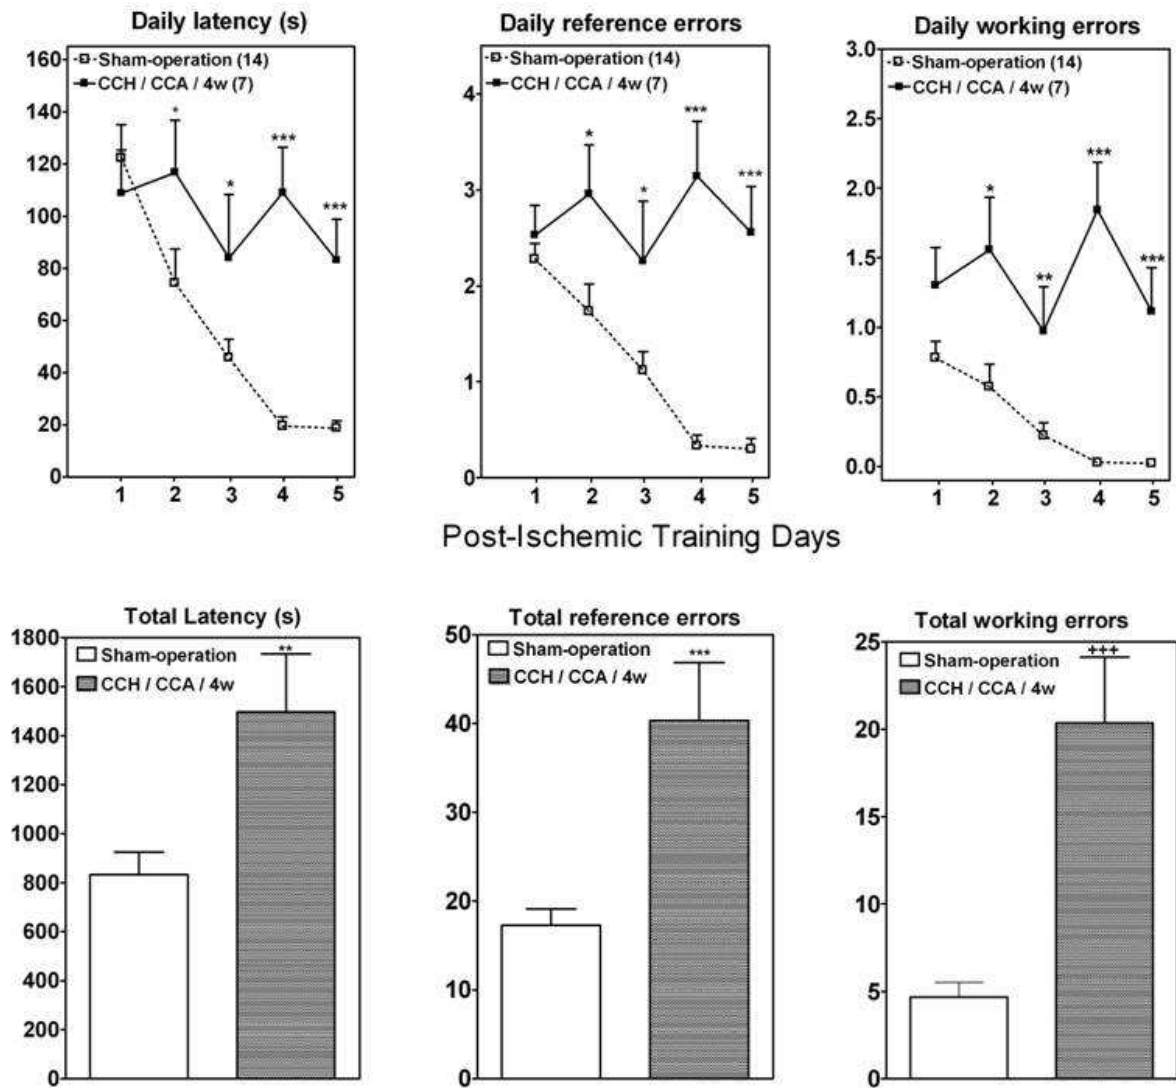 Daily latency (s)
160
140
120
100
80
60
40
20
0
Sham-operation (14)
CCH / CCA / 4w (7)
*
*
***
***
1 2 3 4 5
Daily reference errors
4
3
2
1
0
Sham-operation (14)
CCH / CCA / 4w (7)
*
*
***
***
1 2 3 4 5
Daily working errors
3.0
2.5
2.0
1.5
1.0
0.5
0.0
Sham-operation (14)
CCH / CCA / 4w (7)
*
**
***
***
1 2 3 4 5
Post-Ischemic Training Days
Total Latency (s)
1800
1600
1400
1200
1000
800
600
400
200
0
Sham-operation
CCH / CCA / 4w
**
Total reference errors
50
40
30
20
10
0
Sham-operation
CCH / CCA / 4w
***
Total working errors
25
20
15
10
5
0
Sham-operation
CCH / CCA / 4w
+++